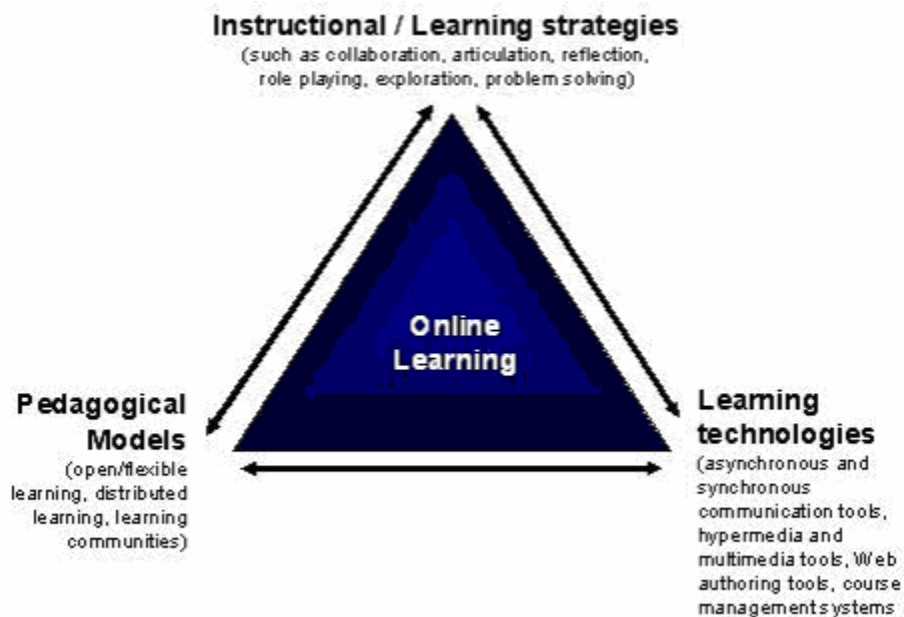 Instructional / Learning strategies
(such as collaboration, articulation, reflection,
role playing, exploration, problem solving)
Online
Learning
Pedagogical
Models
(open/flexible
learning, distributed
learning, learning
communities)
Learning
technologies
(asynchronous and
synchronous
communication tools,
hypermedia and
multimedia tools, Web
authoring tools, course
management systems